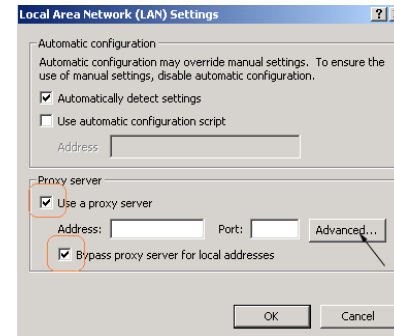 Local Area Network (LAN) Settings
Automatic configuration
Automatic configuration may override manual settings. To ensure the
use of manual settings, disable automatic configuration.
Automatically detect settings
Use automatic configuration script
Address
Proxy server
Use a proxy server
Address: Port: Advanced...
Bypass proxy server for local addresses
OK Cancel